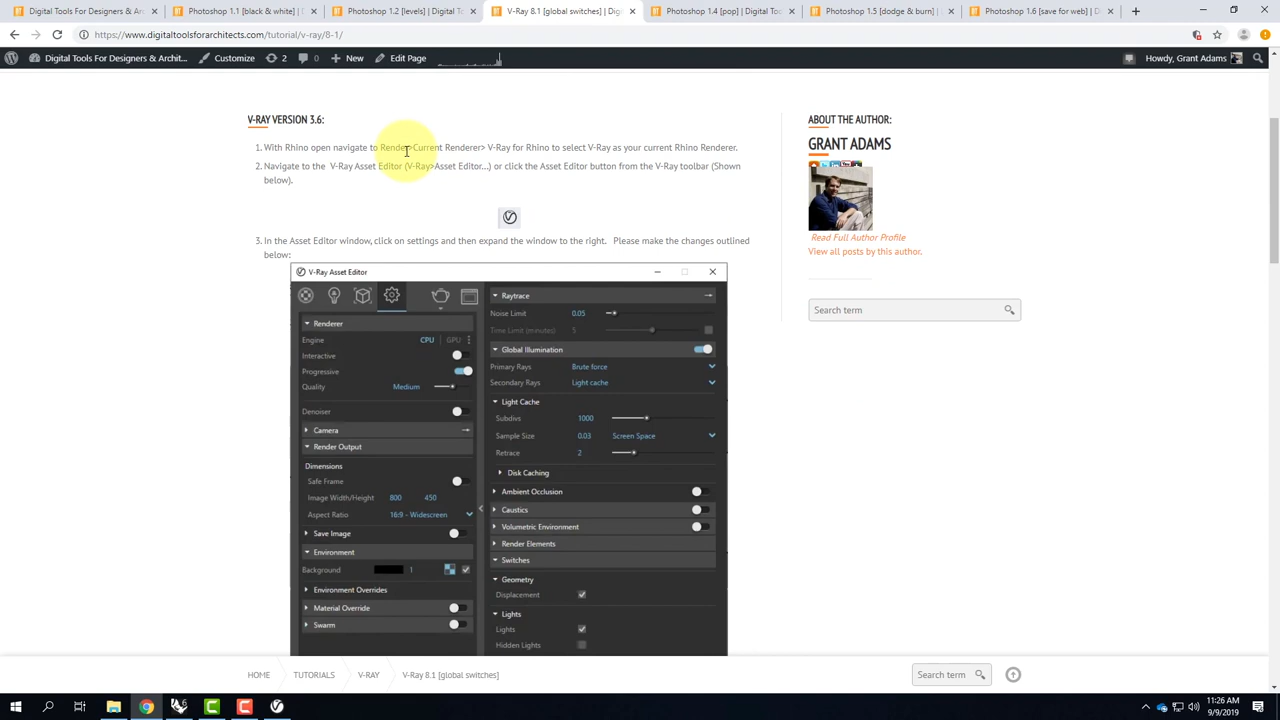 Digital Tools For Designers & Archit
Photoshop 1.1 [black & white] | D
Photoshop 1.2 [levels] | Digital To
V-Ray 8.1 [global switches] | Digita
Photoshop 1.4 [pop] | Digital Tool
Photoshop 1.5 [dodge & burn] | D
Photoshop 1.6 [save for web] | Di
https://www.digitaltoolsforarchitects.com/tutorial/v-ray/8-1/
Digital Tools For Designers & Archit...
Customize
2
0
New
Edit Page
Howdy, Grant Adams
V-RAY VERSION 3.6:
1. With Rhino open navigate to Render>Current Renderer> V-Ray for Rhino to select V-Ray as your current Rhino Renderer.
2. Navigate to the V-Ray Asset Editor (V-Ray>Asset Editor...) or click the Asset Editor button from the V-Ray toolbar (Shown
below).
3. In the Asset Editor window, click on settings and then expand the window to the right. Please make the changes outlined
below:
V-Ray Asset Editor
Renderer
Engine CPU GPU
Interactive
Progressive
Quality Medium
Denoiser
Camera
Render Output
Dimensions
Safe Frame
Image Width/Height 800 450
Aspect Ratio 16:9 - Widescreen
Save Image
Environment
Background 1
Environment Overrides
Material Override
Swarm
Raytrace
Noise Limit 0.05
Time Limit (minutes) 5
Global Illumination
Primary Rays Brute force
Secondary Rays Light cache
Light Cache
Subdivs 1000
Sample Size 0.03 Screen Space
Retrace 2
Disk Caching
Ambient Occlusion
Caustics
Volumetric Environment
Render Elements
Switches
Geometry
Displacement
Lights
Lights
Hidden Lights
ABOUT THE AUTHOR:
GRANT ADAMS
Read Full Author Profile
View all posts by this author.
Search term
HOME
TUTORIALS
V-RAY
V-Ray 8.1 [global switches]
Search term
11:26 AM
9/9/2019